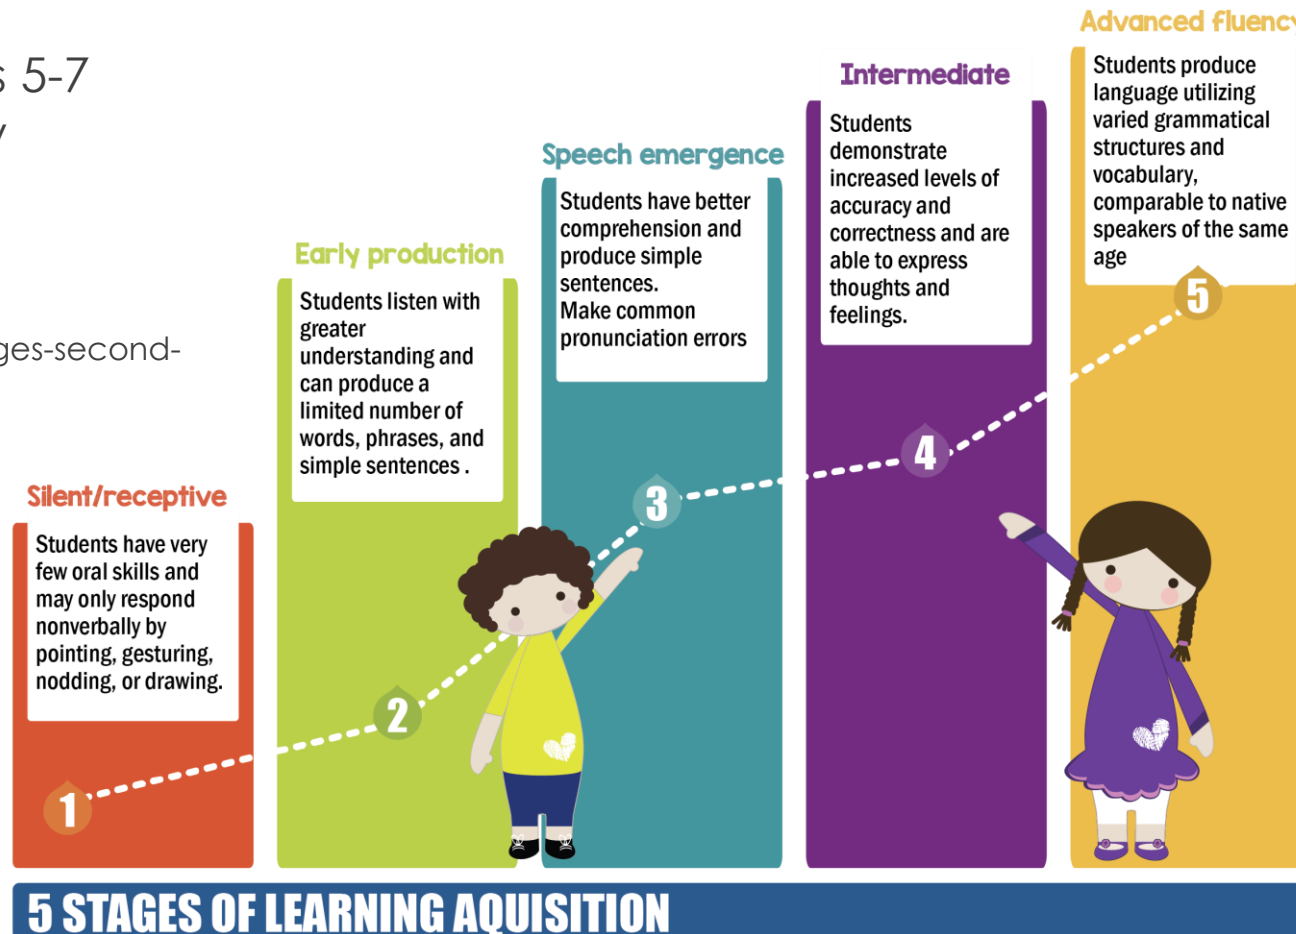 s 5-7
y
ges-second-
Silent/receptive
Students have very
few oral skills and
may only respond
nonverbally by
pointing, gesturing,
nodding, or drawing.
1
Early production
Students listen with
greater
understanding and
can produce a
limited number of
words, phrases, and
simple sentences .
2
Speech emergence
Students have better
comprehension and
produce simple
sentences.
Make common
pronunciation errors
3
Intermediate
Students
demonstrate
increased levels of
accuracy and
correctness and are
able to express
thoughts and
feelings.
4
Advanced fluency
Students produce
language utilizing
varied grammatical
structures and
vocabulary,
comparable to native
speakers of the same
age
5
5 STAGES OF LEARNING AQUISITION